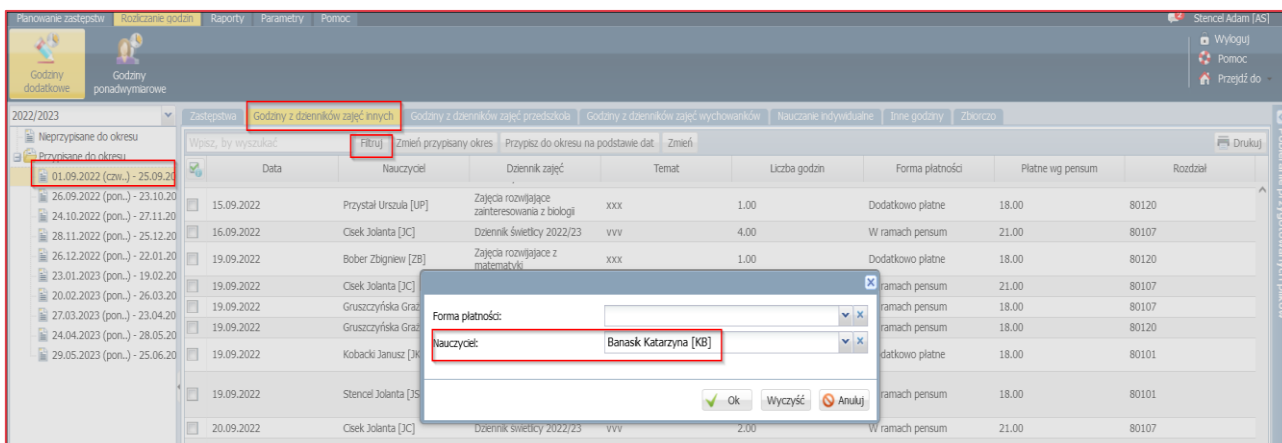 Planowanie zastępstw Rozliczanie godzin Raporty Parametry Pomoc Stencel Adam [AS]
Godziny dodatkowe
Godziny ponadwymiarowe
Wyloguj
Pomoc
Przejdź do
2022/2023
Nieprzypisane do okresu
Przypisane do okresu
01.09.2022 (czw..) - 25.09.20
26.09.2022 (pon..) - 23.10.20
24.10.2022 (pon..) - 27.11.20
28.11.2022 (pon..) - 25.12.20
26.12.2022 (pon..) - 22.01.20
23.01.2023 (pon..) - 19.02.20
20.02.2023 (pon..) - 26.03.20
27.03.2023 (pon..) - 23.04.20
24.04.2023 (pon..) - 28.05.20
29.05.2023 (pon..) - 25.06.20
Zastępstwa Godziny z dzienników zajęć innych Godziny z dzienników zajęć przedszkola Godziny z dzienników zajęć wychowanków Nauczanie indywidualne Inne godziny Zbiorczo
Wpisz, by wyszukać Filtruj Zmień przypisany okres Przypisz do okresu na podstawie dat Zmień Drukuj
Data Nauczyciel Dziennik zajęć Temat Liczba godzin Forma płatności Płatne wg pensum Rozdział
15.09.2022 Przystał Urszula [UP] Zajęcia rozwijające zainteresowania z biologii xxx 1.00 Dodatkowo płatne 18.00 80120
16.09.2022 Cisek Jolanta [JC] Dziennik świetlicy 2022/23 vvv 4.00 W ramach pensum 21.00 80107
19.09.2022 Bober Zbigniew [ZB] Zajęcia rozwijajace z matematyki xxx 1.00 Dodatkowo płatne 18.00 80120
19.09.2022 Cisek Jolanta [JC] ramach pensum 21.00 80107
19.09.2022 Gruszczyńska Graż ramach pensum 18.00 80107
19.09.2022 Gruszczyńska Graż ramach pensum 18.00 80120
19.09.2022 Kobacki Janusz [JK datkowo płatne 18.00 80101
19.09.2022 Stencel Jolanta [JS ramach pensum 18.00 80101
20.09.2022 Cisek Jolanta [JC] Dziennik świetlicy 2022/23 vvv 2.00 W ramach pensum 21.00 80107
Forma płatności:
Nauczyciel: Banasik Katarzyna [KB]
Ok Wyczyść Anuluj